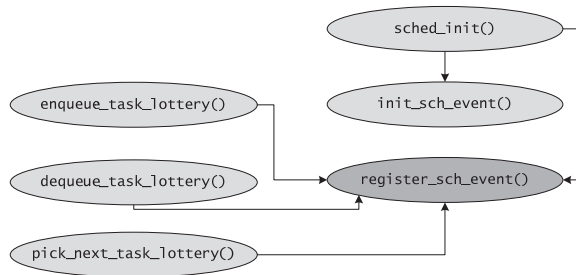 sched_init()
enqueue_task_lottery()
init_sch_event()
dequeue_task_lottery()
register_sch_event()
pick_next_task_lottery()